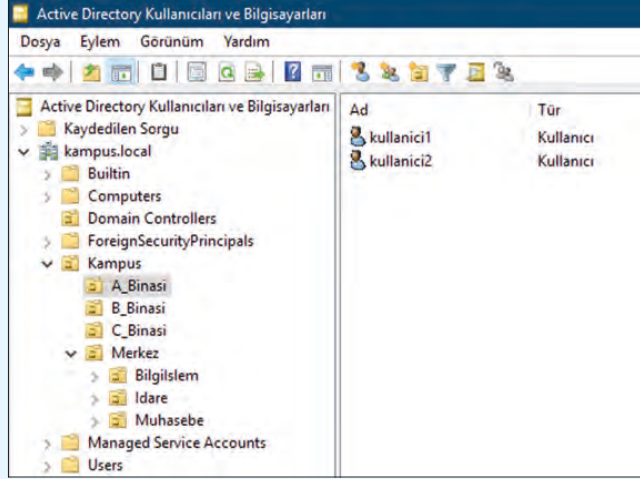 Active Directory Kullanıcıları ve Bilgisayarları
Dosya Eylem Görünüm Yardım
Active Directory Kullanıcıları ve Bilgisayarları
Kaydedilen Sorgu
kampus.local
Builtin
Computers
Domain Controllers
ForeignSecurityPrincipals
Kampus
A_Binasi
B_Binasi
C_Binasi
Merkez
BilgiIslem
Idare
Muhasebe
Managed Service Accounts
Users
Ad Tür
kullanici1 Kullanıcı
kullanici2 Kullanıcı